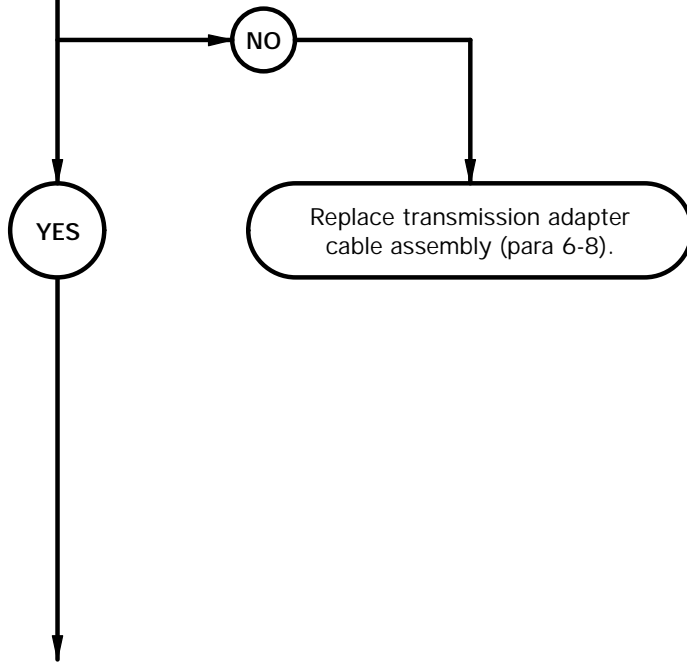 NO
YES
Replace transmission adapter
cable assembly (para 6-8).